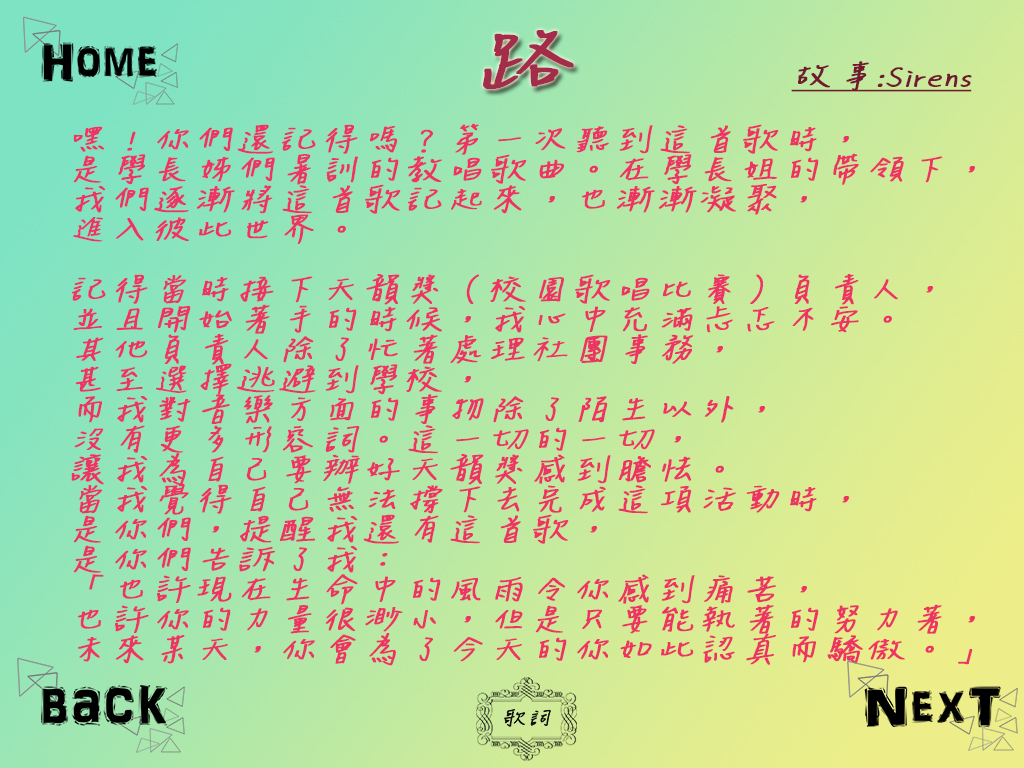 HOME
路
故事:Sirens
嘿！你們還記得嗎？第一次聽到這首歌時，
是學長姊們暑訓的教唱歌曲。在學長姐的帶領下，
我們逐漸將這首歌記起來，也漸漸凝聚，
進入彼此世界。
記得當時接下天韻獎（校園歌唱比賽）負責人，
並且開始著手的時候，我心中充滿忐忑不安。
其他負責人除了忙著處理社團事務，
甚至選擇逃避到學校，
而我對音樂方面的事物除了陌生以外，
沒有更多形容詞。這一切的一切，
讓我為自己要辦好天韻獎感到膽怯。
當我覺得自己無法撐下去完成這項活動時，
是你們，提醒我還有這首歌，
是你們告訴了我：
「也許現在生命中的風雨令你感到痛苦，
也許你的力量很渺小，但是只要能執著的努力著，
未來某天，你會為了今天的你如此認真而驕傲。」
BaCK
歌詞
NEXT